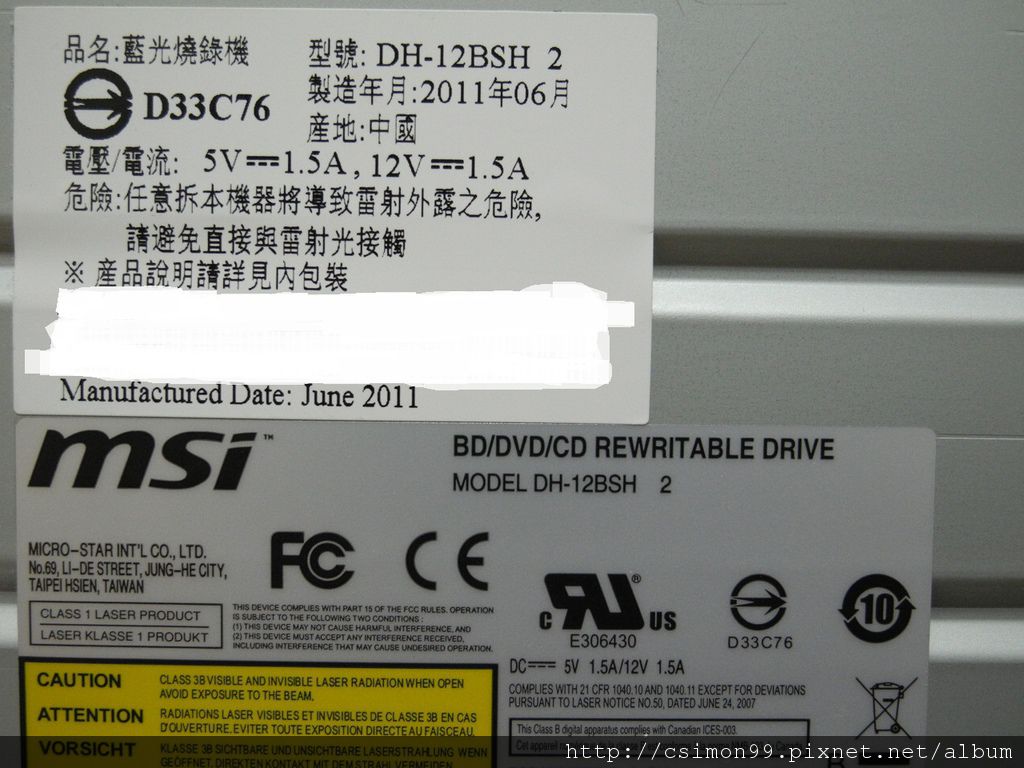 品名:藍光燒錄機
型號: DH-12BSH 2
D33C76
製造年月:2011年06月
產地:中國
電壓/電流: 5V⎓1.5A , 12V⎓1.5A
危險:任意拆本機器將導致雷射外露之危險,
請避免直接與雷射光接觸
※ 產品說明請詳見內包裝
Manufactured Date: June 2011
msi™
BD/DVD/CD REWRITABLE DRIVE
MODEL DH-12BSH 2
MICRO-STAR INT'L CO., LTD.
No.69, LI-DE STREET, JUNG-HE CITY,
TAIPEI HSIEN, TAIWAN
FC CE
CLASS 1 LASER PRODUCT
LASER KLASSE 1 PRODUKT
THIS DEVICE COMPLIES WITH PART 15 OF THE FCC RULES. OPERATION
IS SUBJECT TO THE FOLLOWING TWO CONDITIONS :
(1) THIS DEVICE MAY NOT CAUSE HARMFUL INTERFERENCE, AND
(2) THIS DEVICE MUST ACCEPT ANY INTERFERENCE RECEIVED,
INCLUDING INTERFERENCE THAT MAY CAUSE UNDESIRED OPERATION.
c RU ® US
E306430
D33C76
10
DC⎓ 5V 1.5A/12V 1.5A
COMPLIES WITH 21 CFR 1040.10 AND 1040.11 EXCEPT FOR DEVIATIONS
PURSUANT TO LASER NOTICE NO.50, DATED JUNE 24, 2007
This Class B digital apparatus complies with Canadian ICES-003.
Cet appareil
CAUTION CLASS 3B VISIBLE AND INVISIBLE LASER RADIATION WHEN OPEN
AVOID EXPOSURE TO THE BEAM.
ATTENTION RADIATIONS LASER VISIBLES ET INVISIBLES DE CLASSE 3B EN CAS
D'OUVERTURE. EVITER TOUTE EXPOSITION DIRECTE AU FAISCEAU.
VORSICHT KLASSE 3B SICHTBARE UND UNSICHTBARE LASERSTRAHLUNG WENN
GEÖFFNET. DIREKTEN KONTAKT MIT DEM STRAHL VERMEIDEN
http://csimon99.pixnet.net/album